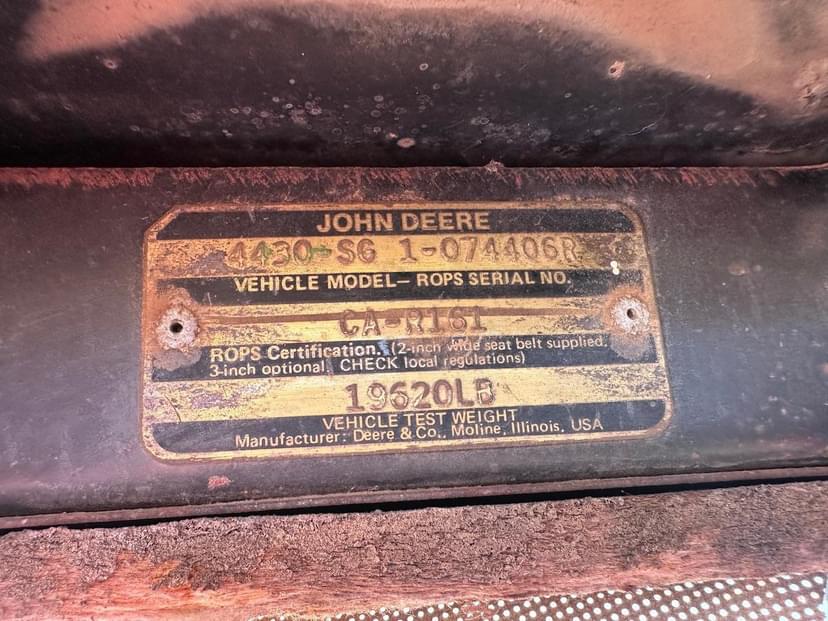 JOHN DEERE
4430-SG 1-074406R
VEHICLE MODEL— ROPS SERIAL NO.
CA-R161
ROPS Certification. (2-inch wide seat belt supplied.
3-inch optional. CHECK local regulations)
19620LB
VEHICLE TEST WEIGHT
Manufacturer: Deere & Co., Moline, Illinois, USA